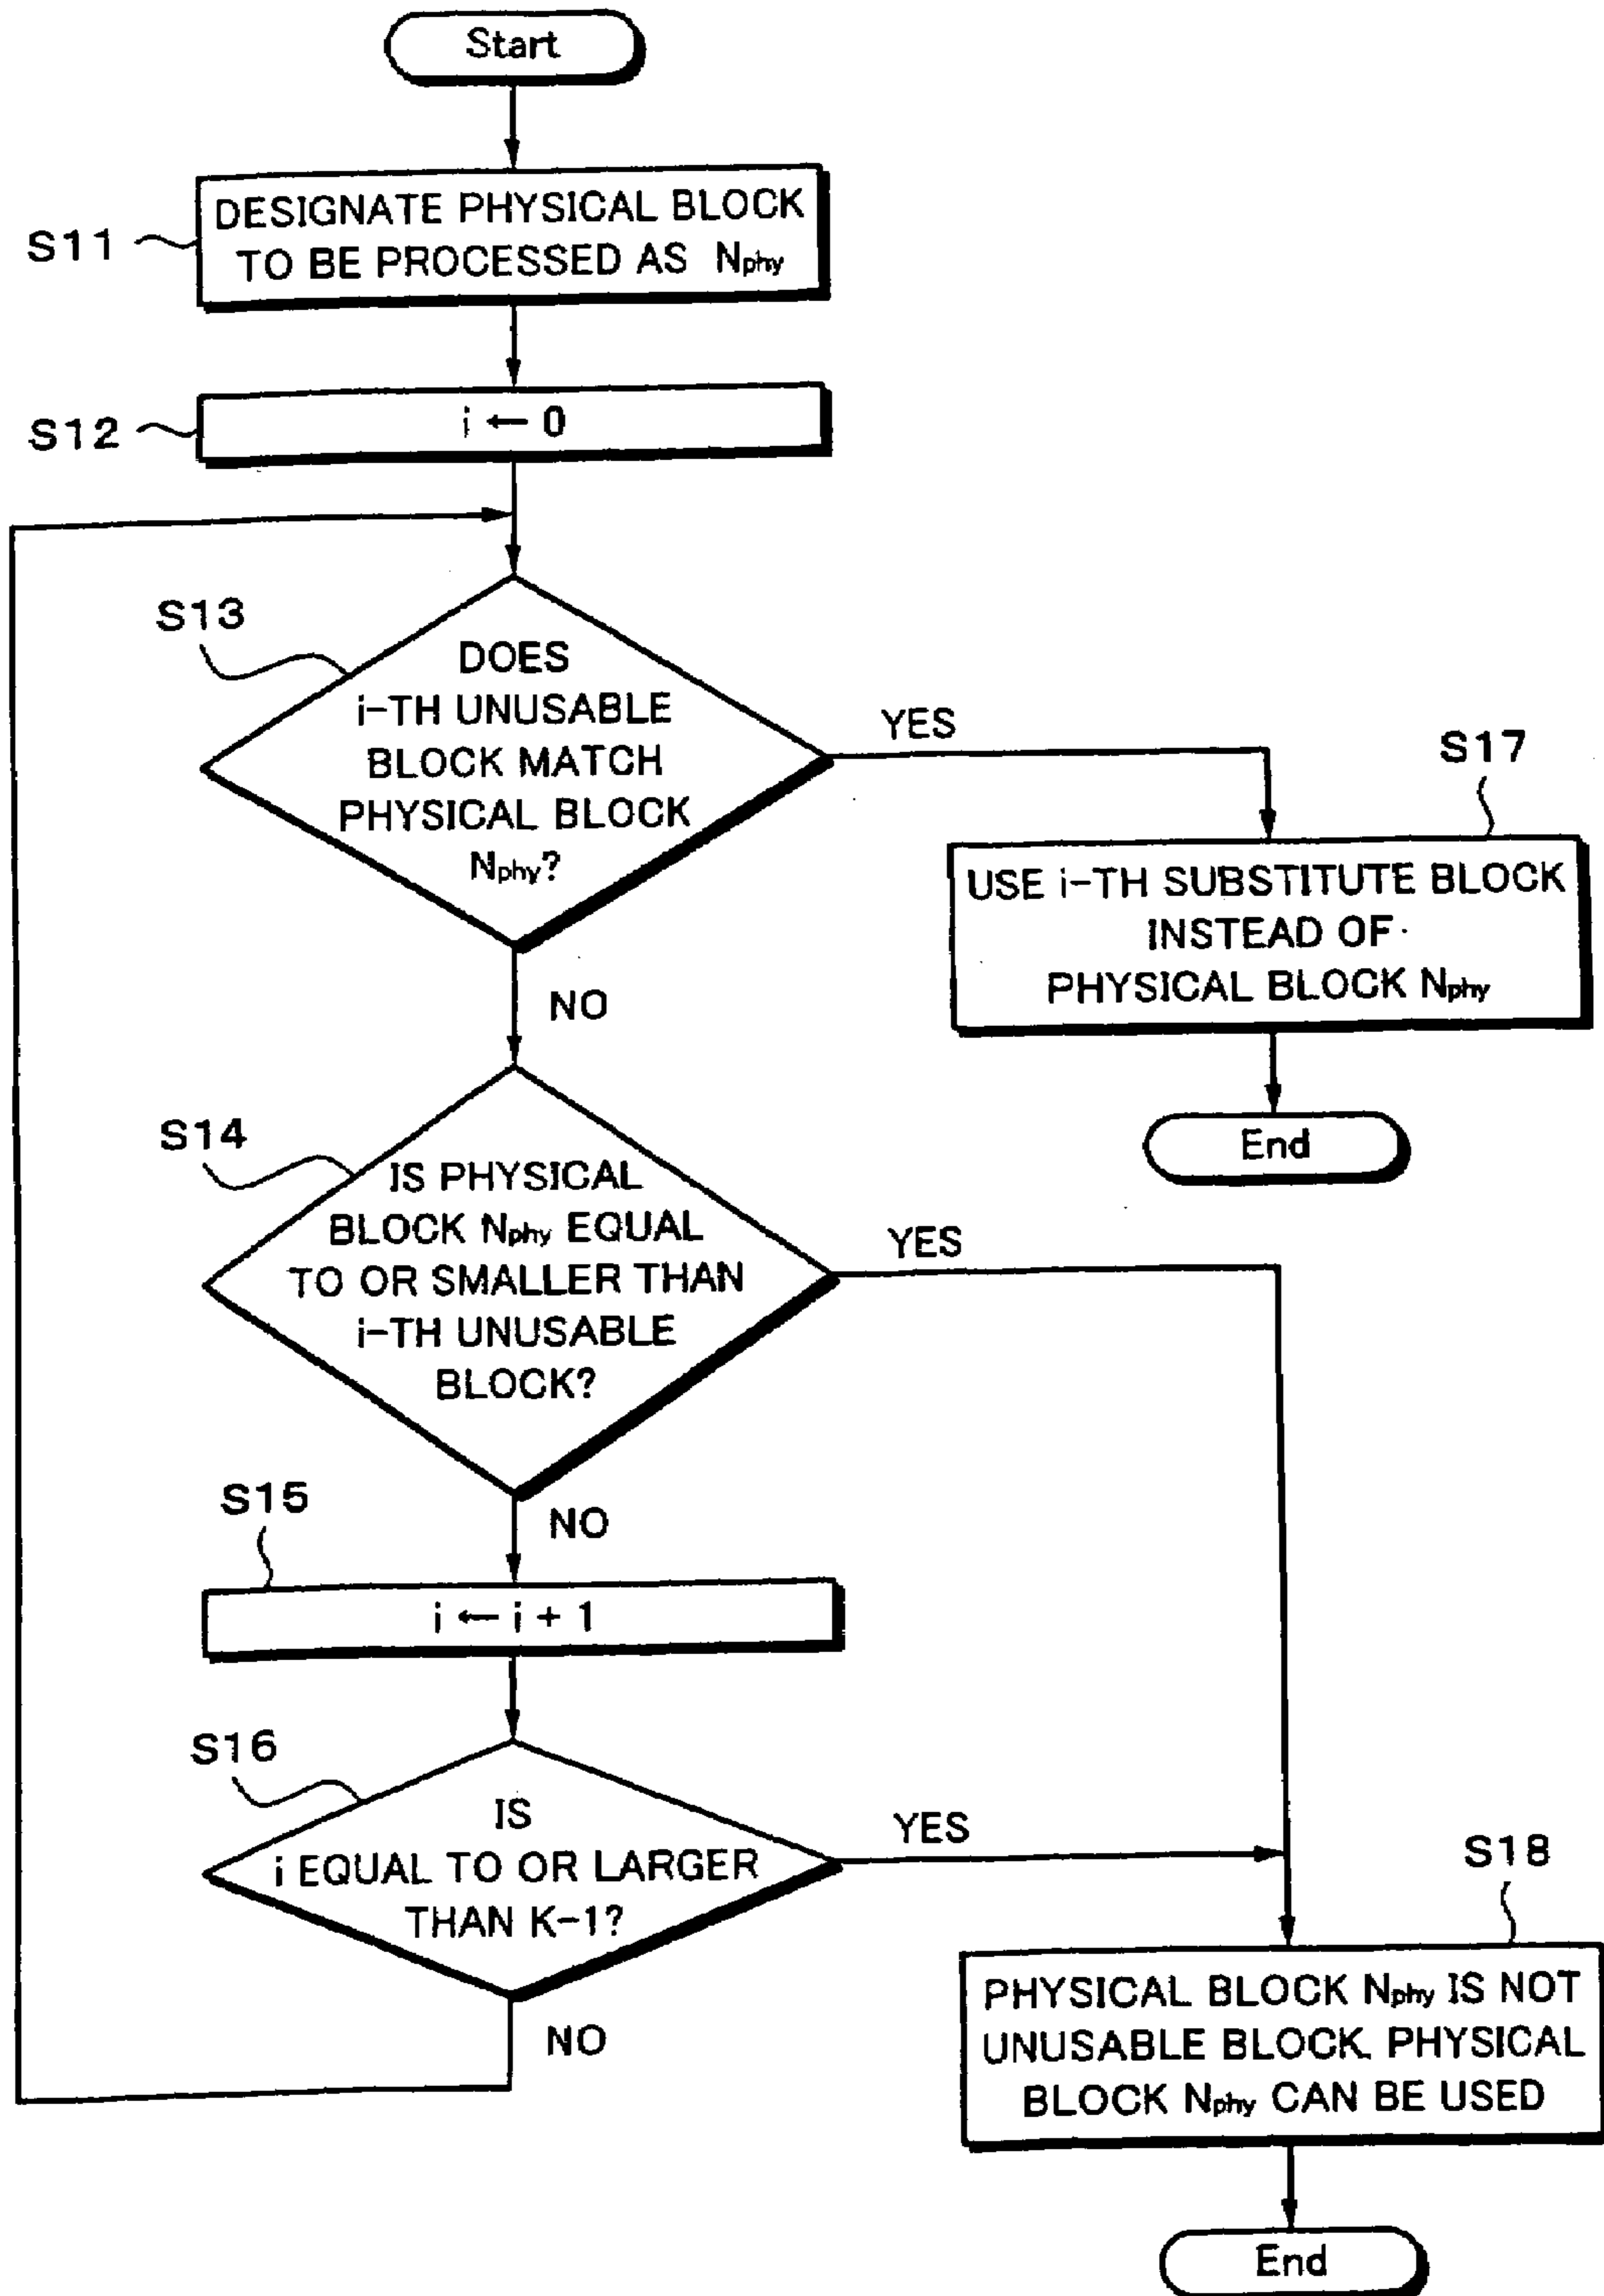 Start
S11
DESIGNATE PHYSICAL BLOCK
TO BE PROCESSED AS Nphy
S12
i ← 0
S13
DOES
i-TH UNUSABLE
BLOCK MATCH
PHYSICAL BLOCK
Nphy?
YES
NO
S17
USE i-TH SUBSTITUTE BLOCK
INSTEAD OF
PHYSICAL BLOCK Nphy
End
S14
IS PHYSICAL
BLOCK Nphy EQUAL
TO OR SMALLER THAN
i-TH UNUSABLE
BLOCK?
YES
NO
S15
i ← i + 1
S16
IS
i EQUAL TO OR LARGER
THAN K-1?
YES
NO
S18
PHYSICAL BLOCK Nphy IS NOT
UNUSABLE BLOCK. PHYSICAL
BLOCK Nphy CAN BE USED
End